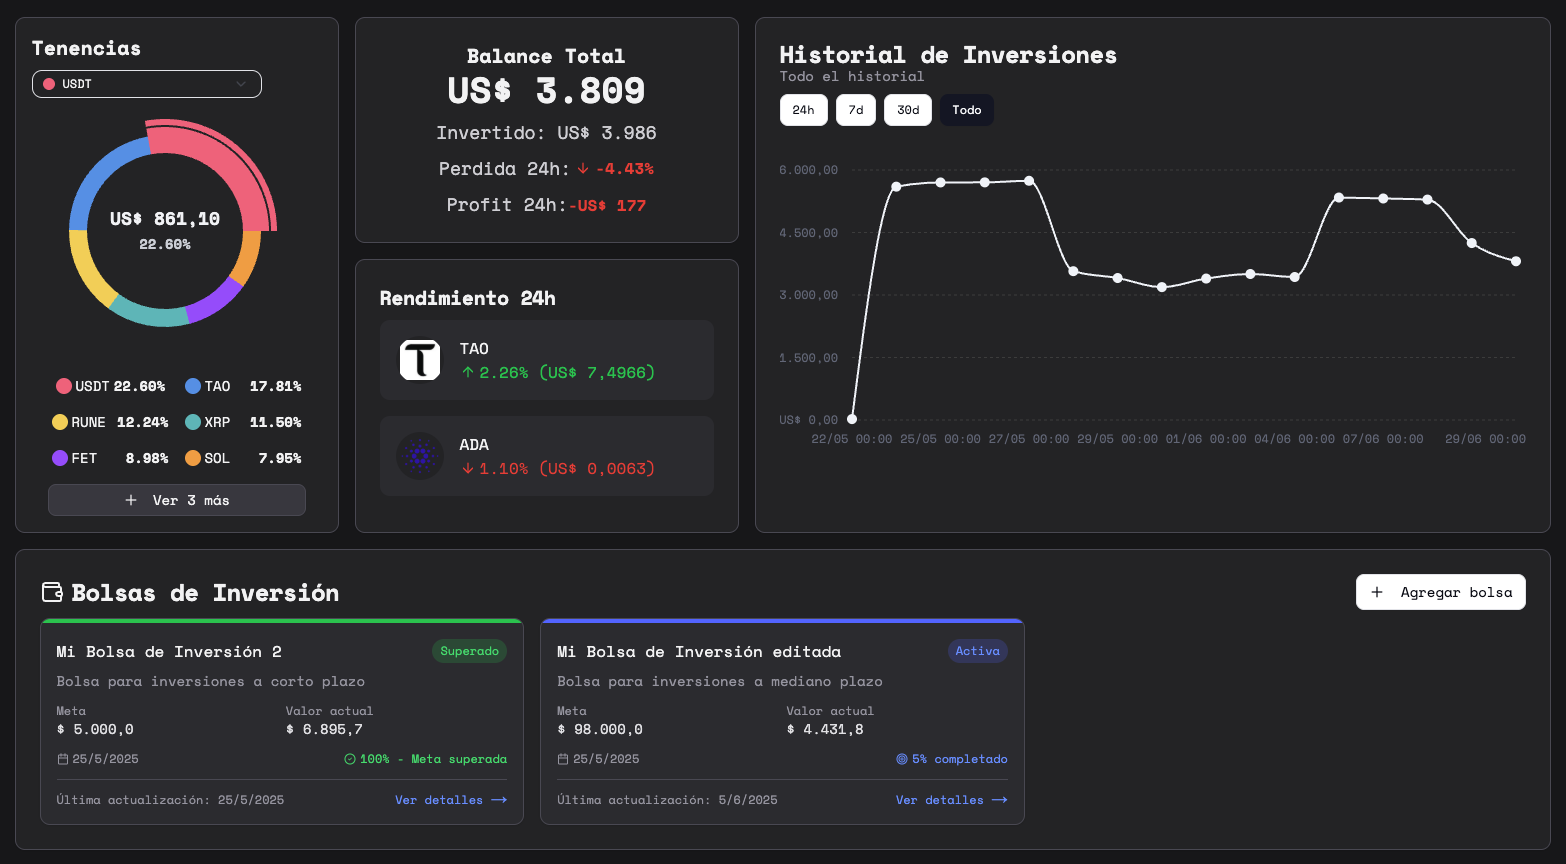 Tenencias
USDT
US$ 861,10
22.60%
USDT 22.60% TAO 17.81%
RUNE 12.24% XRP 11.50%
FET 8.98% SOL 7.95%
+ Ver 3 más
Balance Total
US$ 3.809
Invertido: US$ 3.986
Perdida 24h: ↓ -4.43%
Profit 24h:-US$ 177
Rendimiento 24h
TAO
↑ 2.26% (US$ 7,4966)
ADA
↓ 1.10% (US$ 0,0063)
Historial de Inversiones
Todo el historial
24h 7d 30d Todo
6.000,00
4.500,00
3.000,00
1.500,00
US$ 0,00
22/05 00:00 25/05 00:00 27/05 00:00 29/05 00:00 01/06 00:00 04/06 00:00 07/06 00:00 29/06 00:00
Bolsas de Inversión
+ Agregar bolsa
Mi Bolsa de Inversión 2 Superado
Bolsa para inversiones a corto plazo
Meta Valor actual
$ 5.000,0 $ 6.895,7
25/5/2025 100% - Meta superada
Última actualización: 25/5/2025 Ver detalles →
Mi Bolsa de Inversión editada Activa
Bolsa para inversiones a mediano plazo
Meta Valor actual
$ 98.000,0 $ 4.431,8
25/5/2025 5% completado
Última actualización: 5/6/2025 Ver detalles →